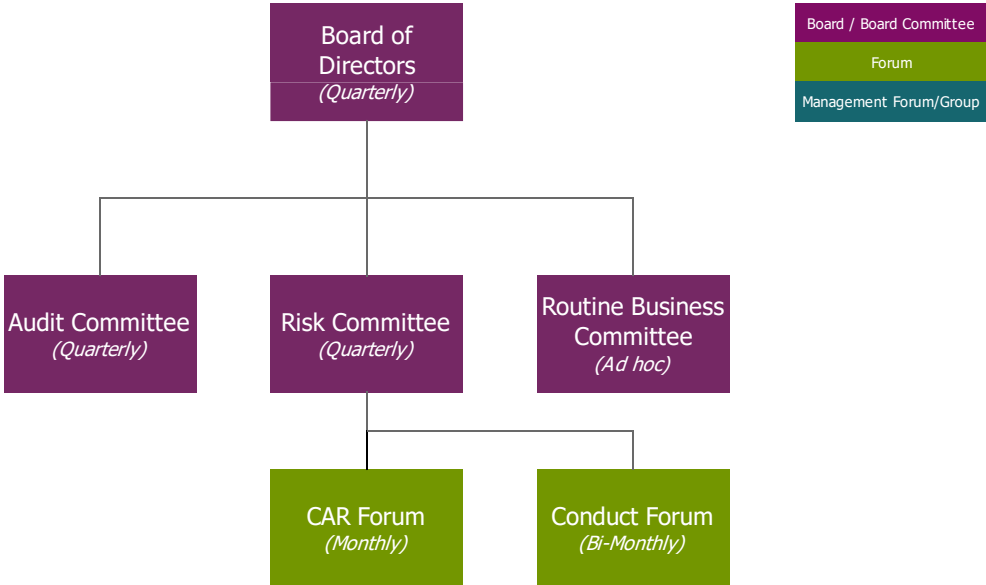 Board of
Directors
(Quarterly)
Board / Board Committee
Forum
Management Forum/Group
Audit Committee
(Quarterly)
Risk Committee
(Quarterly)
Routine Business
Committee
(Ad hoc)
CAR Forum
(Monthly)
Conduct Forum
(Bi-Monthly)